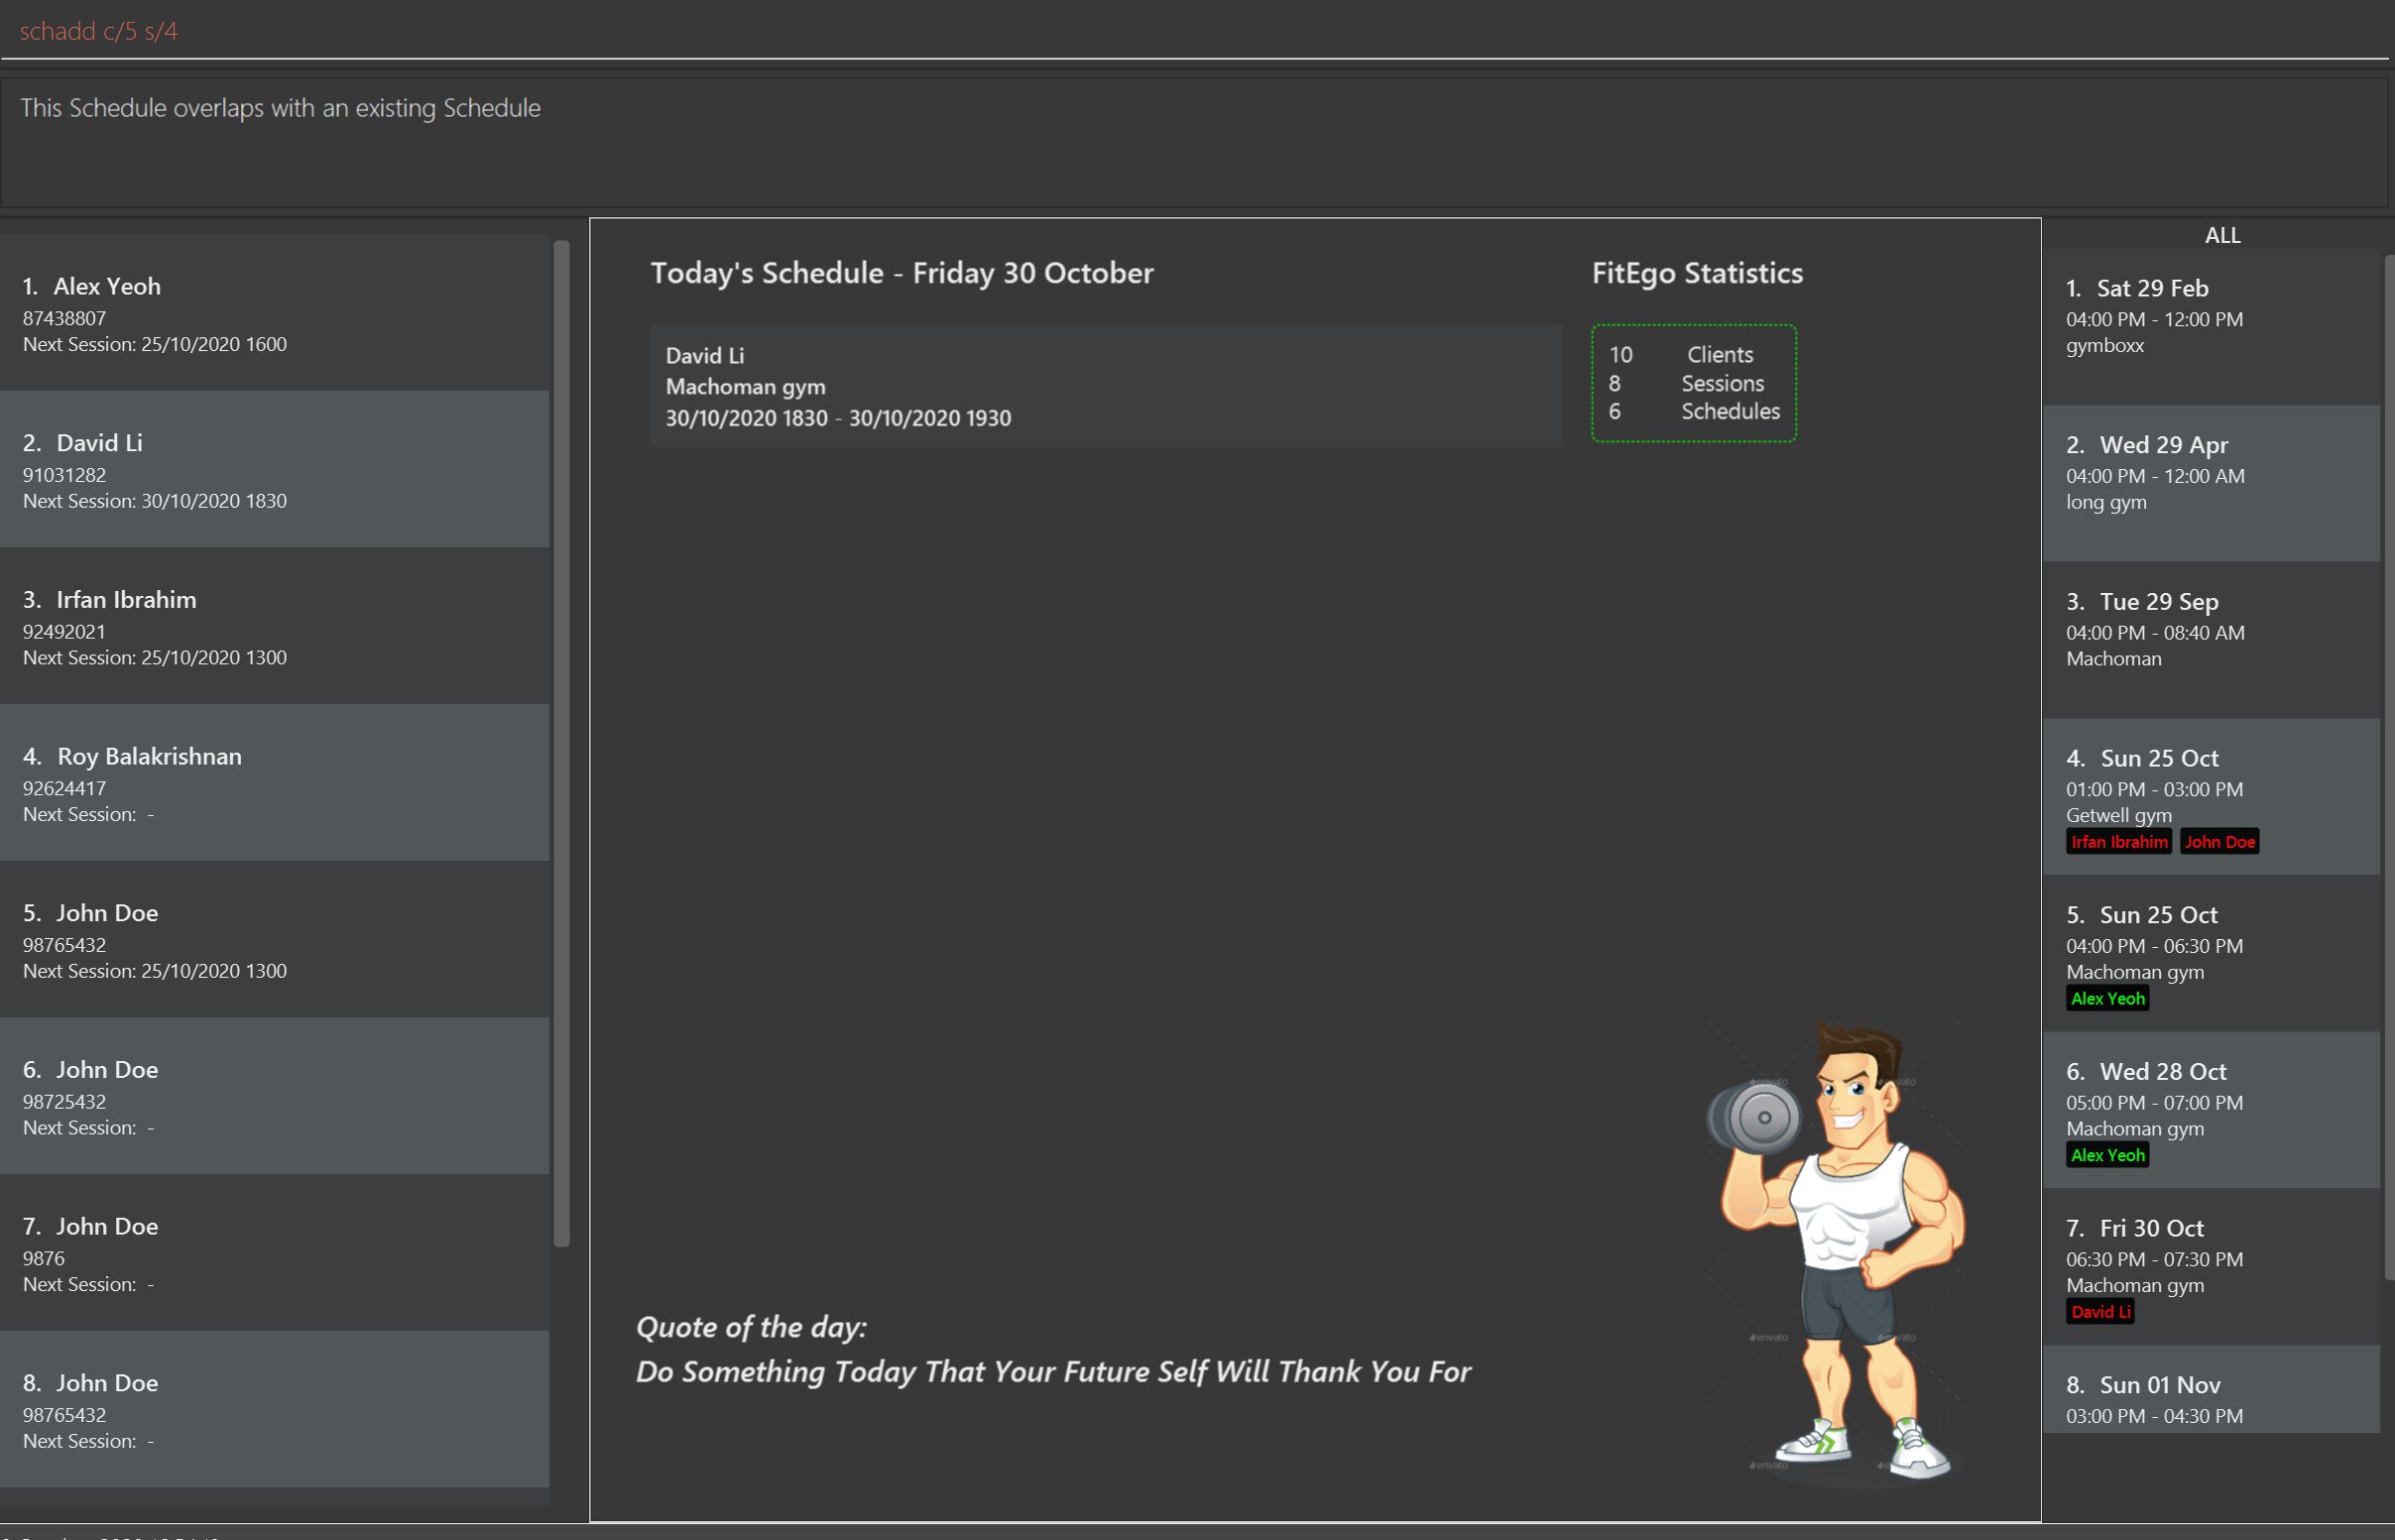 schadd c/5 s/4
This Schedule overlaps with an existing Schedule
1. Alex Yeoh
87438807
Next Session: 25/10/2020 1600
2. David Li
91031282
Next Session: 30/10/2020 1830
3. Irfan Ibrahim
92492021
Next Session: 25/10/2020 1300
4. Roy Balakrishnan
92624417
Next Session: -
5. John Doe
98765432
Next Session: 25/10/2020 1300
6. John Doe
98725432
Next Session: -
7. John Doe
9876
Next Session: -
8. John Doe
98765432
Next Session: -
Today's Schedule - Friday 30 October
David Li
Machoman gym
30/10/2020 1830 - 30/10/2020 1930
FitEgo Statistics
10 Clients
8 Sessions
6 Schedules
Quote of the day:
Do Something Today That Your Future Self Will Thank You For
envato
envato
envato
envato
envato
ALL
1. Sat 29 Feb
04:00 PM - 12:00 PM
gymboxx
2. Wed 29 Apr
04:00 PM - 12:00 AM
long gym
3. Tue 29 Sep
04:00 PM - 08:40 AM
Machoman
4. Sun 25 Oct
01:00 PM - 03:00 PM
Getwell gym
Irfan Ibrahim John Doe
5. Sun 25 Oct
04:00 PM - 06:30 PM
Machoman gym
Alex Yeoh
6. Wed 28 Oct
05:00 PM - 07:00 PM
Machoman gym
Alex Yeoh
7. Fri 30 Oct
06:30 PM - 07:30 PM
Machoman gym
David Li
8. Sun 01 Nov
03:00 PM - 04:30 PM